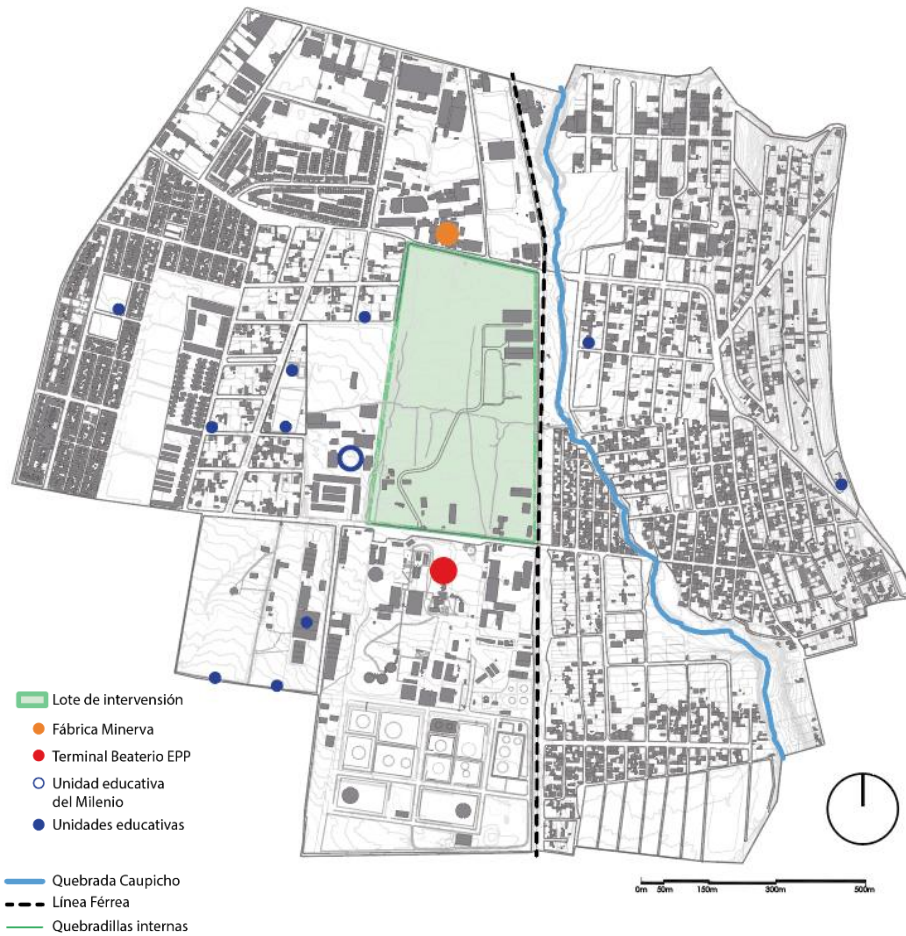 Lote de intervensión
Fábrica Minerva
Terminal Beaterio EPP
Unidad educativa
del Milenio
Unidades educativas
Quebrada Caupicho
Línea Férrea
Quebradillas internas
0m 50m 150m 300m 500m